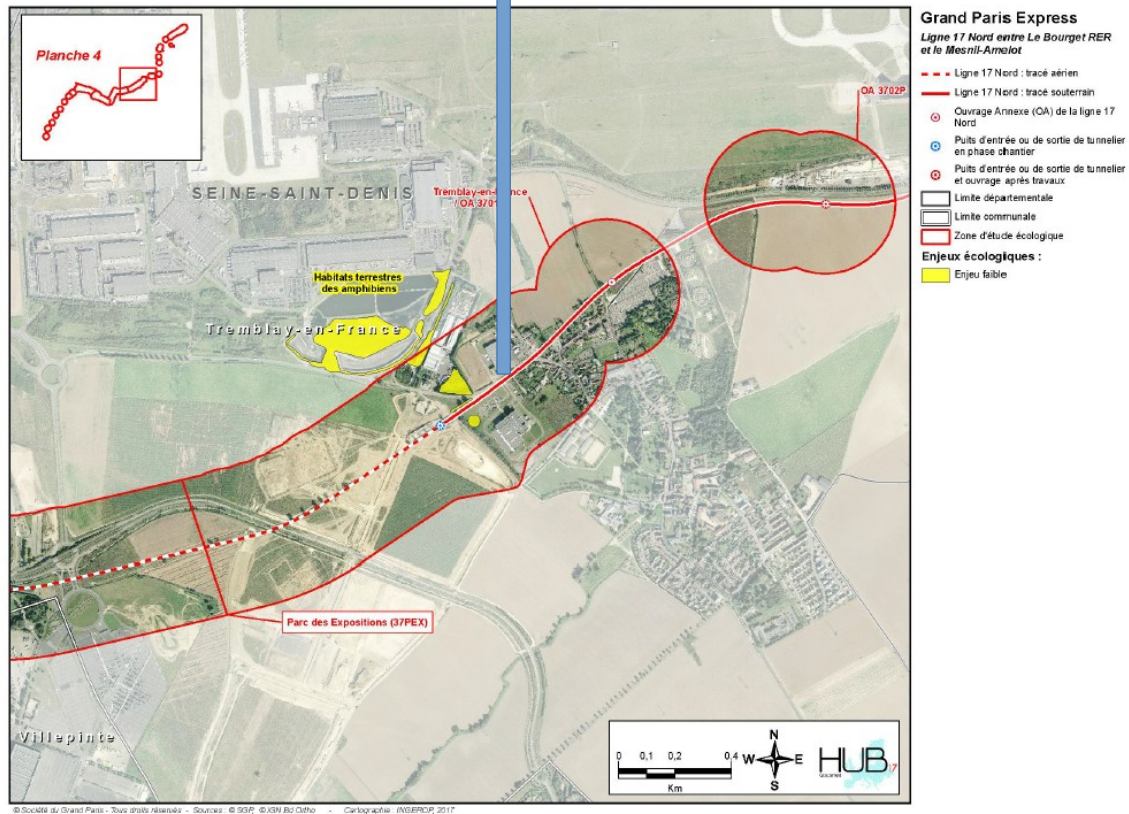 Planche 4
SEINE-SAINT-DENIS
Tremblay-en-
/ OA 3701
OA 3702P
Habitats terrestres
des amphibiens
Tremblay-en-France
Parc des Expositions (37PEX)
Villepinte
0 0,1 0,2 0,4
Km
N
W E
S
HUB
Grand Paris Express
Ligne 17 Nord entre Le Bourget RER
et le Mesnil-Amelot
Ligne 17 Nord : tracé aérien
Ligne 17 Nord : tracé souterrain
Ouvrage Annexe (OA) de la ligne 17
Nord
Puits d'entrée ou de sortie de tunnelier
en phase chantier
Puits d'entrée ou de sortie de tunnelier
et ouvrage après travaux
Limite départementale
Limite communale
Zone d'étude écologique
Enjeux écologiques :
Enjeu faible
© Société du Grand Paris - Tous droits réservés - Sources : © SGP, © IGN Bd Ortho - Cartographie : INGEROP, 2017